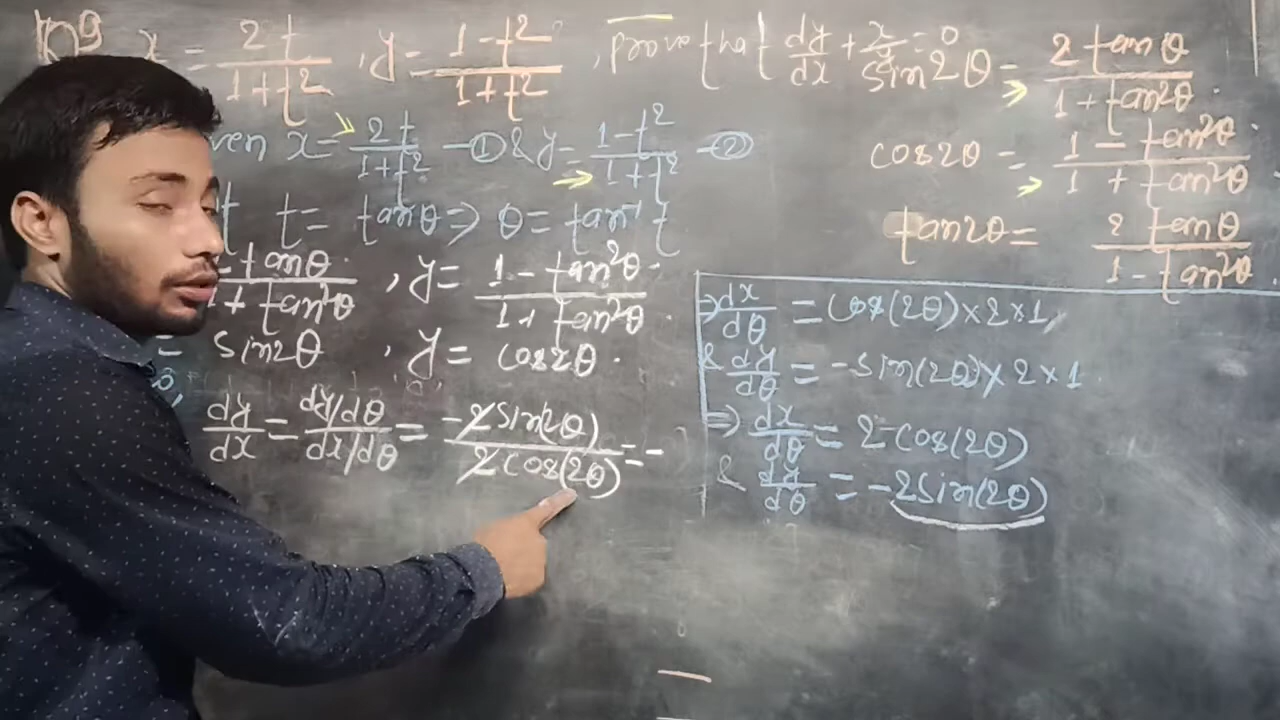 x = 2t/1+t², y = 1-t²/1+t², prove that dy/dx + x/y = 0
sin2θ = 2tanθ/1+tan²θ.
cos2θ = 1-tan²θ/1+tan²θ.
tan2θ = 2tanθ/1-tan²θ.
ven x = 2t/1+t² —① & y = 1-t²/1+t² —②
t t = tanθ ⇒ θ = tan⁻¹t
tanθ/1+tan²θ, y = 1-tan²θ/1+tan²θ.
= sin2θ, y = cos2θ.
dy/dx = dy/dθ/dx/dθ = -2sin(2θ)/2cos(2θ) = -
⇒ dx/dθ = cos(2θ)×2×1,
& dy/dθ = -sin(2θ)×2×1.
⇒ dx/dθ = 2cos(2θ)
& dy/dθ = -2sin(2θ)